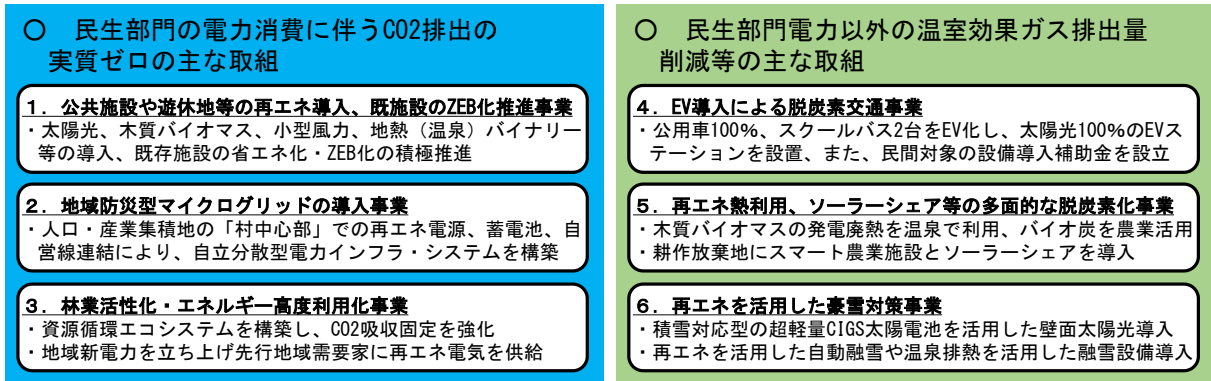 ○　民生部門の電力消費に伴うCO2排出の
実質ゼロの主な取組
1．公共施設や遊休地等の再エネ導入、既施設のZEB化推進事業
・太陽光、木質バイオマス、小型風力、地熱（温泉）バイナリー
等の導入、既存施設の省エネ化・ZEB化の積極推進
2．地域防災型マイクログリッドの導入事業
・人口・産業集積地の「村中心部」での再エネ電源、蓄電池、自
営線連結により、自立分散型電力インフラ・システムを構築
3．林業活性化・エネルギー高度利用化事業
・資源循環エコシステムを構築し、CO2吸収固定を強化
・地域新電力を立ち上げ先行地域需要家に再エネ電気を供給
○　民生部門電力以外の温室効果ガス排出量
削減等の主な取組
4．EV導入による脱炭素交通事業
・公用車100%、スクールバス2台をEV化し、太陽光100%のEVス
テーションを設置、また、民間対象の設備導入補助金を設立
5．再エネ熱利用、ソーラーシェア等の多面的な脱炭素化事業
・木質バイオマスの発電廃熱を温泉で利用、バイオ炭を農業活用
・耕作放棄地にスマート農業施設とソーラーシェアを導入
6．再エネを活用した豪雪対策事業
・積雪対応型の超軽量CIGS太陽電池を活用した壁面太陽光導入
・再エネを活用した自動融雪や温泉排熱を活用した融雪設備導入